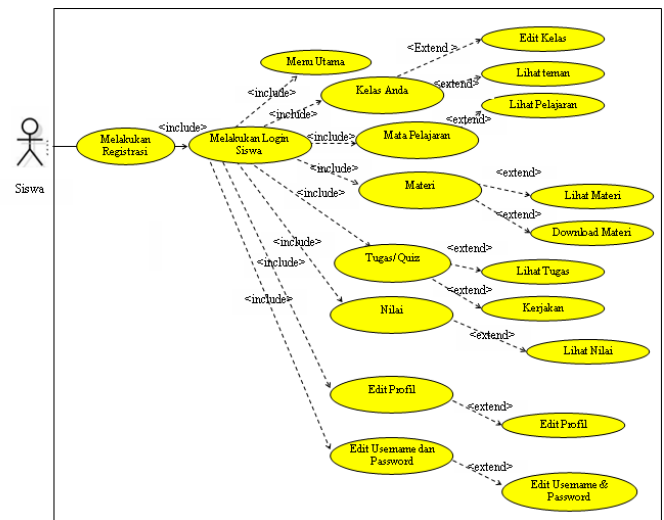 <Extend >
Edit Kelas
Menu Utama
<extend>
Lihat teman
<include>
Kelas Anda
<include>
Lihat Pelajaran
<extend>
<include>
Melakukan
Registrasi
Melakukan Login
Siswa
<include>
Mata Pelajaran
Siswa
<include>
Materi
<extend>
Lihat Materi
<include>
<extend>
Download Materi
<include>
<include>
<include>
Tugas/ Quiz
<extend>
Lihat Tugas
<extend>
Kerjakan
Nilai
<extend>
Lihat Nilai
Edit Profil
<extend>
Edit Profil
Edit Username dan
Password
<extend>
Edit Username &
Password